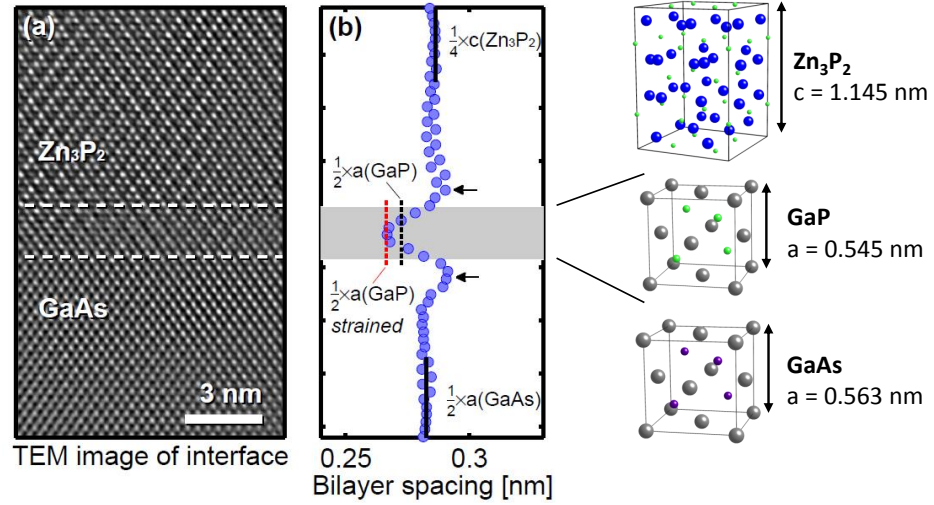 (a)
Zn₃P₂
GaAs
3 nm
TEM image of interface
(b)
1/4 × c(Zn₃P₂)
1/2 × a(GaP)
1/2 × a(GaP)
strained
1/2 × a(GaAs)
0.25 0.3
Bilayer spacing [nm]
Zn₃P₂
c = 1.145 nm
GaP
a = 0.545 nm
GaAs
a = 0.563 nm